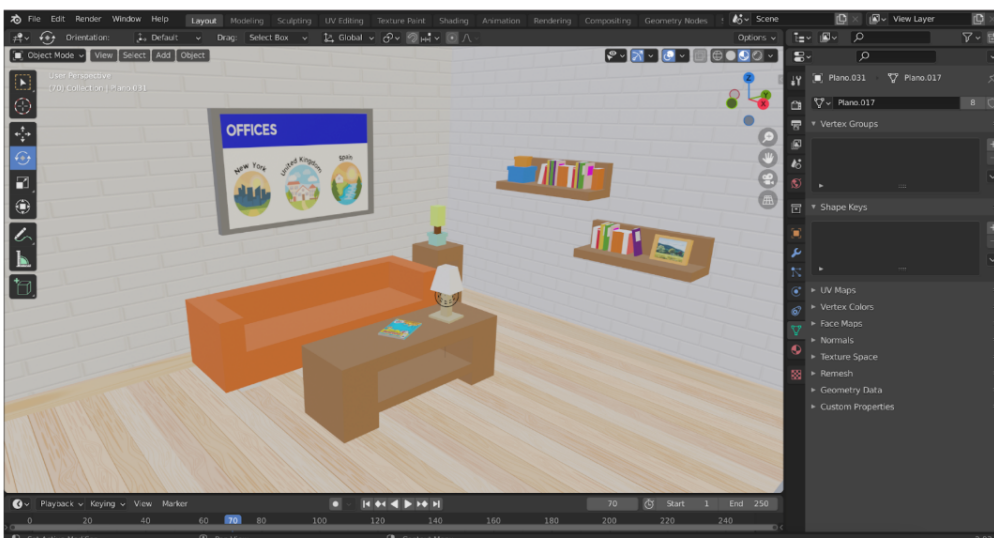 File Edit Render Window Help Layout Modeling Sculpting UV Editing Texture Paint Shading Animation Rendering Compositing Geometry Nodes Scene View Layer
Orientation: Default Drag: Select Box Global Options
Object Mode View Select Add Object
User Perspective
(70) Collection | Plano.031
Plano.031 Plano.017
Plano.017 8
Vertex Groups
Shape Keys
UV Maps
Vertex Colors
Face Maps
Normals
Texture Space
Remesh
Geometry Data
Custom Properties
OFFICES
New York
United Kingdom
Spain
Playback Keying View Marker 70 Start 1 End 250
0 20 40 60 70 80 100 120 140 160 180 200 220 240